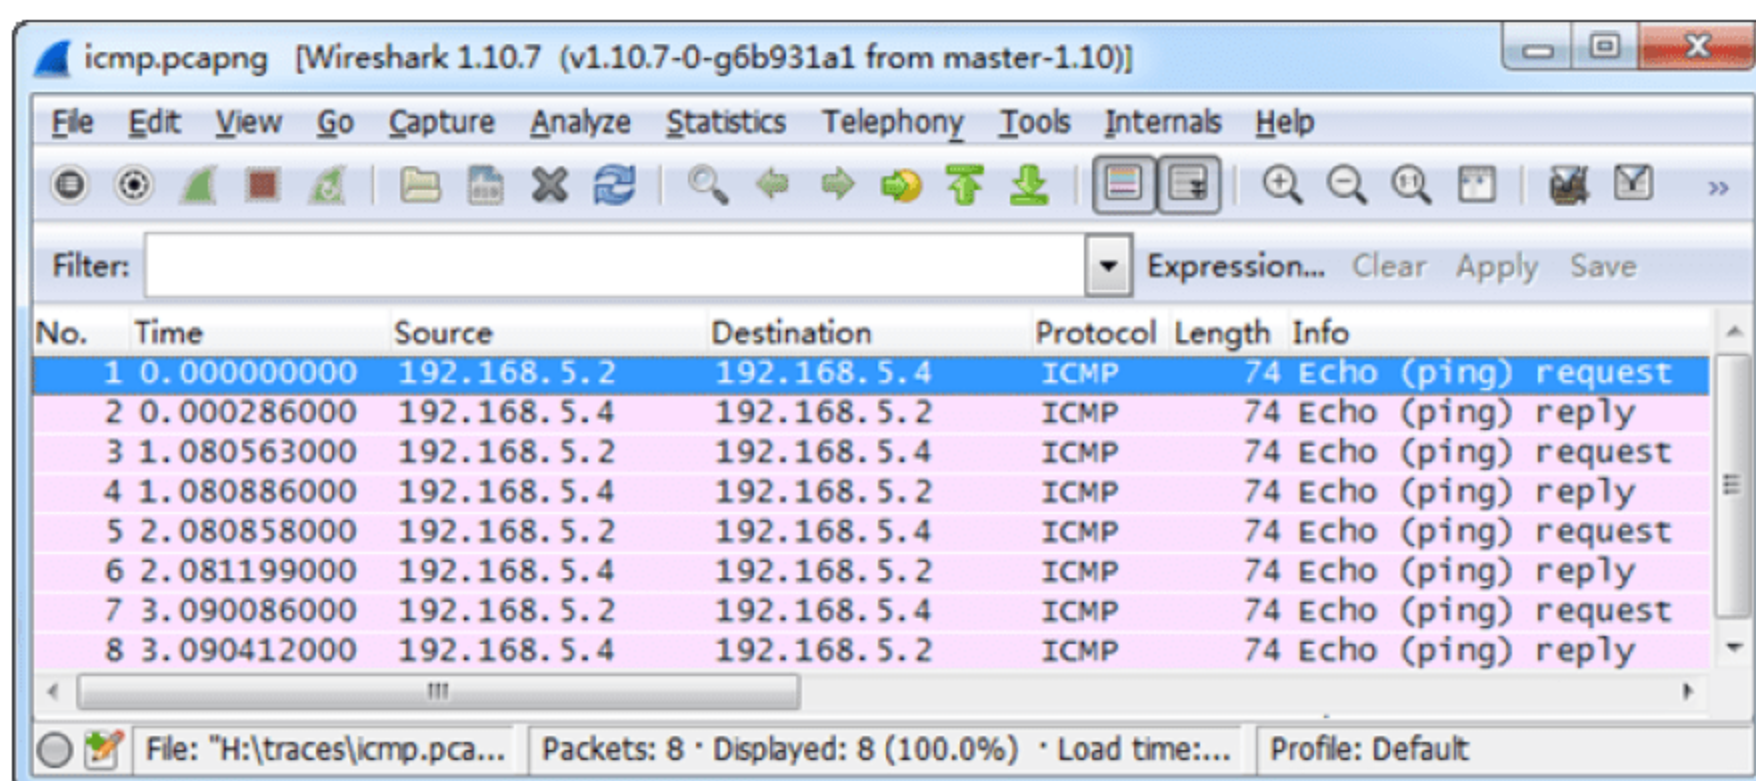 icmp.pcapng [Wireshark 1.10.7 (v1.10.7-0-g6b931a1 from master-1.10)]
File Edit View Go Capture Analyze Statistics Telephony Tools Internals Help
Filter: Expression... Clear Apply Save
No. Time Source Destination Protocol Length Info
1 0.000000000 192.168.5.2 192.168.5.4 ICMP 74 Echo (ping) request
2 0.000286000 192.168.5.4 192.168.5.2 ICMP 74 Echo (ping) reply
3 1.080563000 192.168.5.2 192.168.5.4 ICMP 74 Echo (ping) request
4 1.080886000 192.168.5.4 192.168.5.2 ICMP 74 Echo (ping) reply
5 2.080858000 192.168.5.2 192.168.5.4 ICMP 74 Echo (ping) request
6 2.081199000 192.168.5.4 192.168.5.2 ICMP 74 Echo (ping) reply
7 3.090086000 192.168.5.2 192.168.5.4 ICMP 74 Echo (ping) request
8 3.090412000 192.168.5.4 192.168.5.2 ICMP 74 Echo (ping) reply
File: "H:\traces\icmp.pca... Packets: 8 · Displayed: 8 (100.0%) · Load time:... Profile: Default